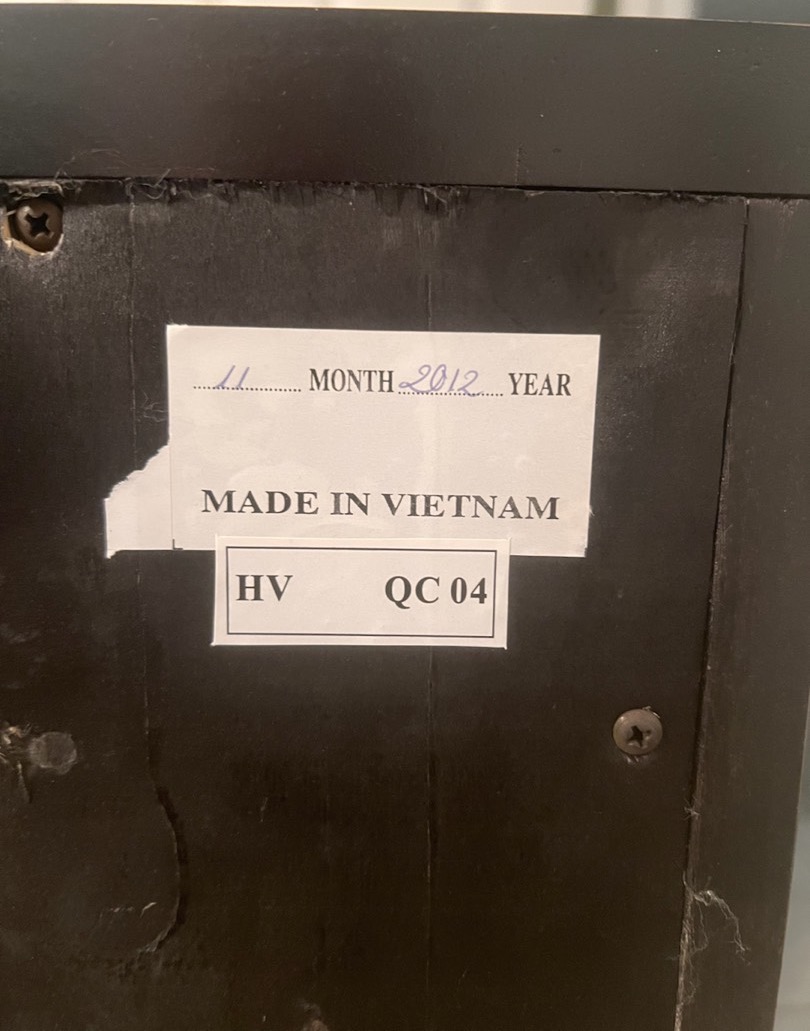 11 MONTH 2012 YEAR
MADE IN VIETNAM
HV QC 04